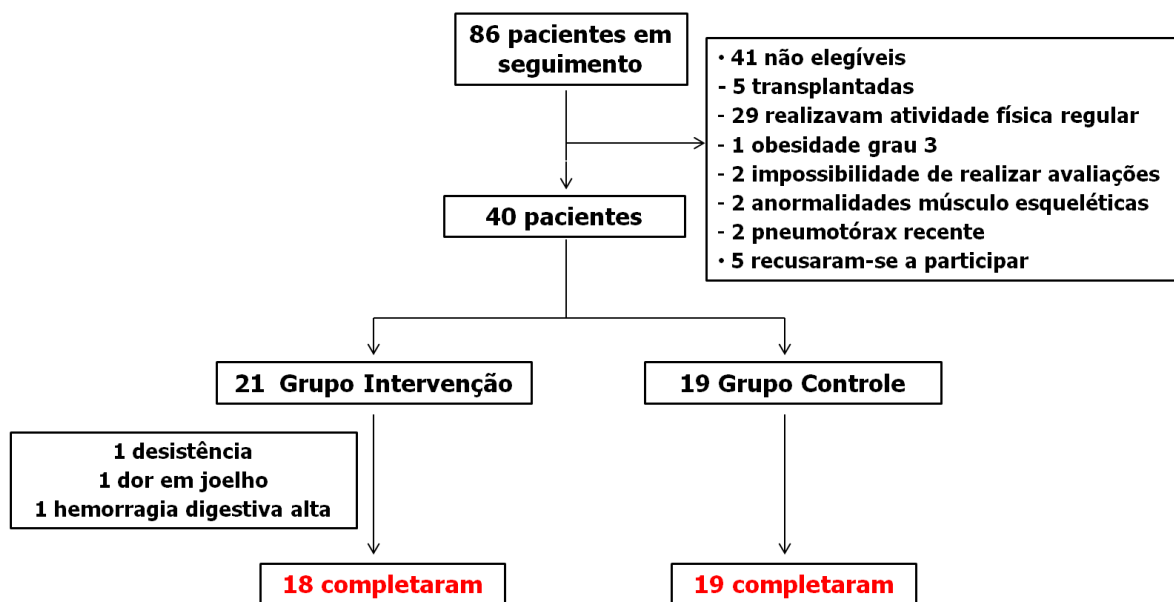 86 pacientes em
seguimento
· 41 não elegíveis
- 5 transplantadas
- 29 realizavam atividade física regular
- 1 obesidade grau 3
- 2 impossibilidade de realizar avaliações
- 2 anormalidades músculo esqueléticas
- 2 pneumotórax recente
· 5 recusaram-se a participar
40 pacientes
21 Grupo Intervenção
19 Grupo Controle
1 desistência
1 dor em joelho
1 hemorragia digestiva alta
18 completaram
19 completaram